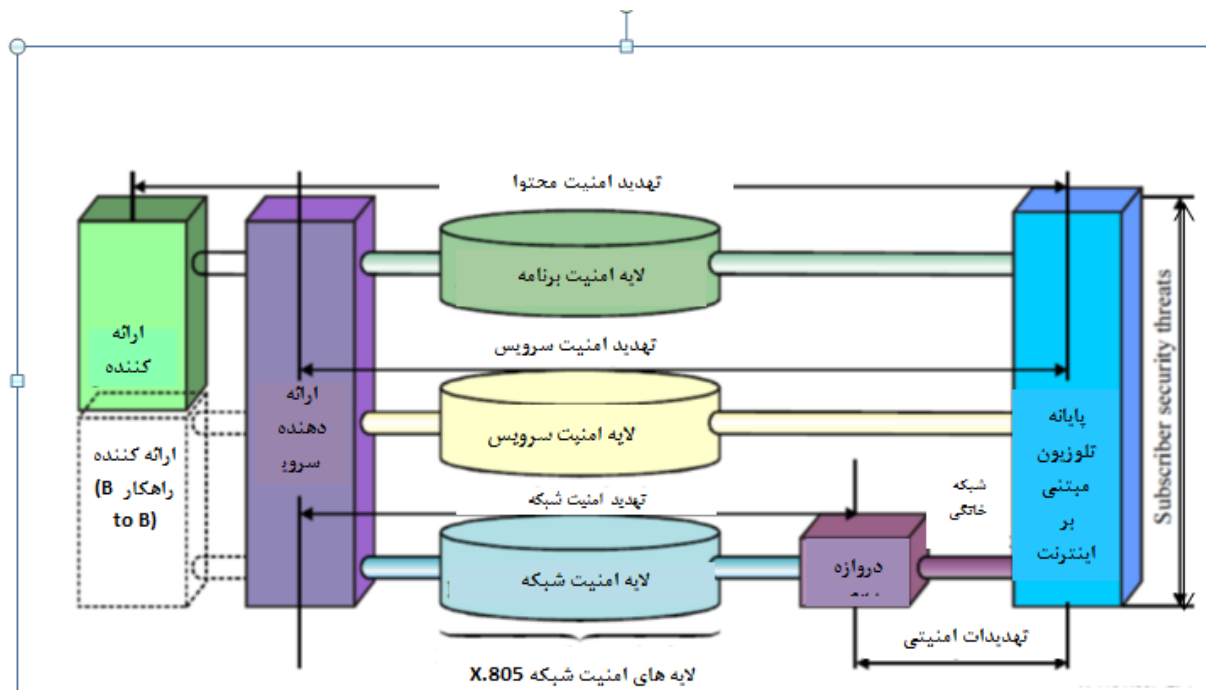 تهدید امنیت محتوا
لایه امنیت برنامه
ارائه
کننده
تهدید امنیت سرویس
ارائه
دهنده
سروی
لایه امنیت سرویس
پایانه
تلوزیون
مبتنی
بر
اینترنت
ارائه کننده
راهکار B)
to B)
تهدید امنیت شبکه
شبکه
خانگی
لایه امنیت شبکه
دروازه
تهدیدات امنیتی
لایه های امنیت شبکه X.805
Subscriber security threats